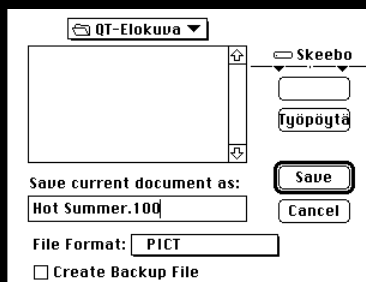 QT-Elokuva
Skeebo
Työpöytä
Save current document as:
Hot Summer.100
Save
Cancel
File Format: PICT
Create Backup File